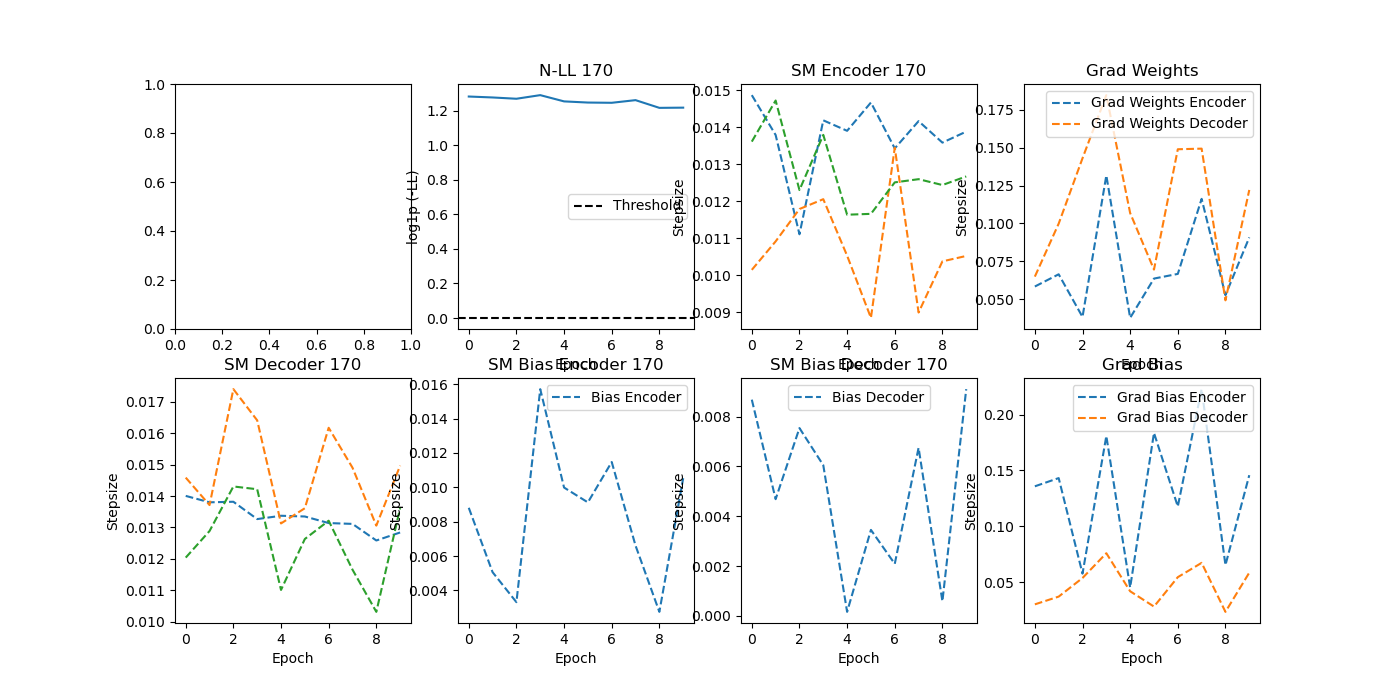 N-LL 170
SM Encoder 170
Grad Weights
1.0
0.8
0.6
0.4
0.2
0.0
0.0 0.2 0.4 0.6 0.8 1.0
log1p (-LL)
1.2
1.0
0.8
0.6
0.4
0.2
0.0
Threshold
0 2 4 6 8
Epoch
Stepsize
0.015
0.014
0.013
0.012
0.011
0.010
0.009
0 2 4 6 8
Epoch
Stepsize
0.175
0.150
0.125
0.100
0.075
0.050
Grad Weights Encoder
Grad Weights Decoder
0 2 4 6 8
Epoch
SM Decoder 170
SM Bias Encoder 170
SM Bias Decoder 170
Grad Bias
Stepsize
0.017
0.016
0.015
0.014
0.013
0.012
0.011
0.010
0 2 4 6 8
Epoch
Stepsize
0.016
0.014
0.012
0.010
0.008
0.006
0.004
Bias Encoder
0 2 4 6 8
Epoch
Stepsize
0.008
0.006
0.004
0.002
0.000
Bias Decoder
0 2 4 6 8
Epoch
Stepsize
0.20
0.15
0.10
0.05
Grad Bias Encoder
Grad Bias Decoder
0 2 4 6 8
Epoch